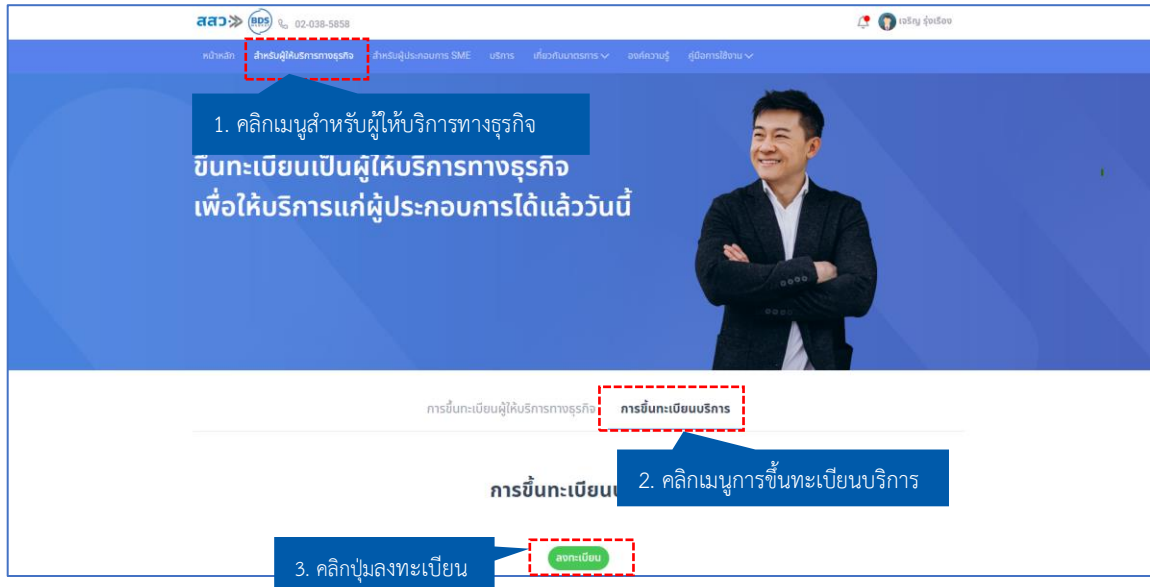 สสว BDS 02-038-5858 เจริญ รุ่งเรือง
หน้าหลัก สำหรับผู้ให้บริการทางธุรกิจ สำหรับผู้ประกอบการ SME บริการ เกี่ยวกับมาตรการ องค์ความรู้ คู่มือการใช้งาน
1. คลิกเมนูสำหรับผู้ให้บริการทางธุรกิจ
ขึ้นทะเบียนเป็นผู้ให้บริการทางธุรกิจ
เพื่อให้บริการแก่ผู้ประกอบการได้แล้ววันนี้
การขึ้นทะเบียนผู้ให้บริการทางธุรกิจ การขึ้นทะเบียนบริการ
2. คลิกเมนูการขึ้นทะเบียนบริการ
การขึ้นทะเบียน
ลงทะเบียน
3. คลิกปุ่มลงทะเบียน